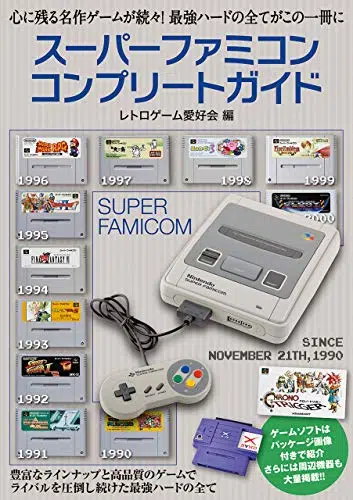 心に残る名作ゲームが続々! 最強ハードの全てがこの一冊に
スーパーファミコン
コンプリートガイド
レトロゲーム愛好会 編
1996
1997
1998
1999
1995
2000
SUPER
FAMICOM
1994
Nintendo
1993
SINCE
NOVEMBER 21TH,1990
1992
CHRONO
TRIGGER
1991
1990
ゲームソフトは
パッケージ画像
付きで紹介
さらには周辺機器も
大量掲載!!
豊富なラインナップと高品質のゲームで
ライバルを圧倒し続けた最強ハードの全て